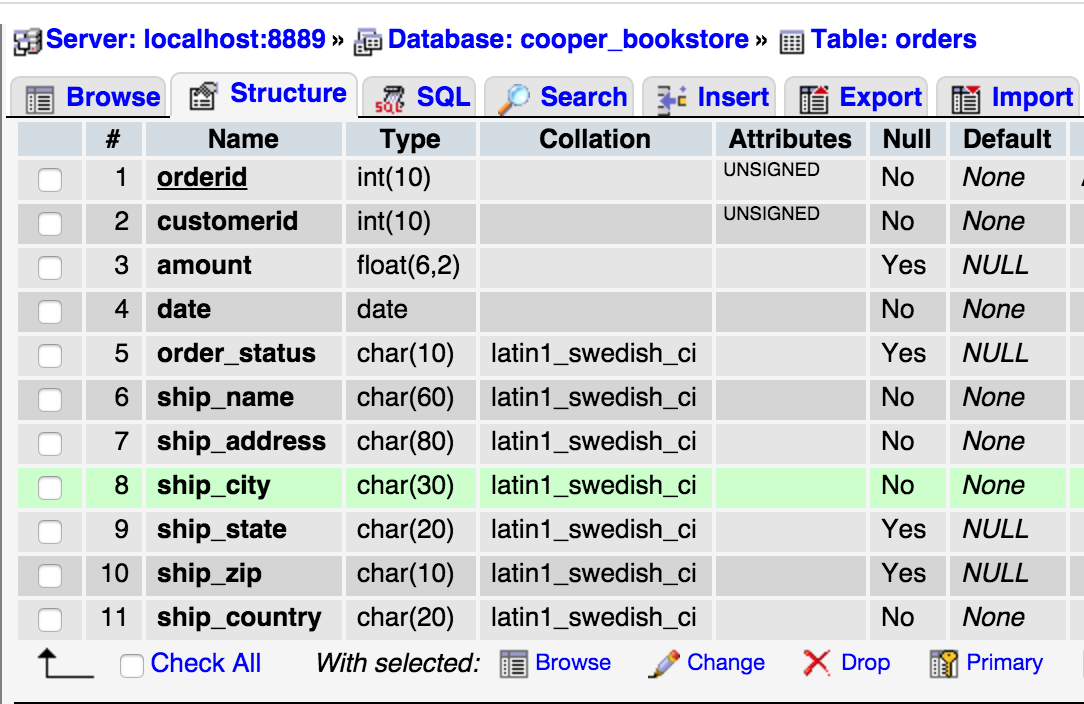 Server: localhost:8889 » Database: cooper_bookstore » Table: orders
Browse Structure SQL Search Insert Export Import
# Name Type Collation Attributes Null Default
1 orderid int(10) UNSIGNED No None
2 customerid int(10) UNSIGNED No None
3 amount float(6,2) Yes NULL
4 date date No None
5 order_status char(10) latin1_swedish_ci Yes NULL
6 ship_name char(60) latin1_swedish_ci No None
7 ship_address char(80) latin1_swedish_ci No None
8 ship_city char(30) latin1_swedish_ci No None
9 ship_state char(20) latin1_swedish_ci Yes NULL
10 ship_zip char(10) latin1_swedish_ci Yes NULL
11 ship_country char(20) latin1_swedish_ci No None
Check All With selected: Browse Change Drop Primary